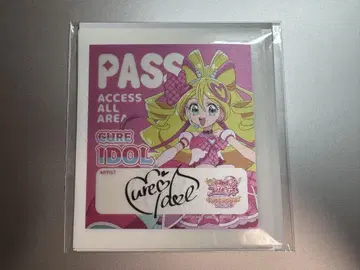 PASS
ACCESS
ALL
AREA
CURE
IDOL
ARTIST
Cure Idol